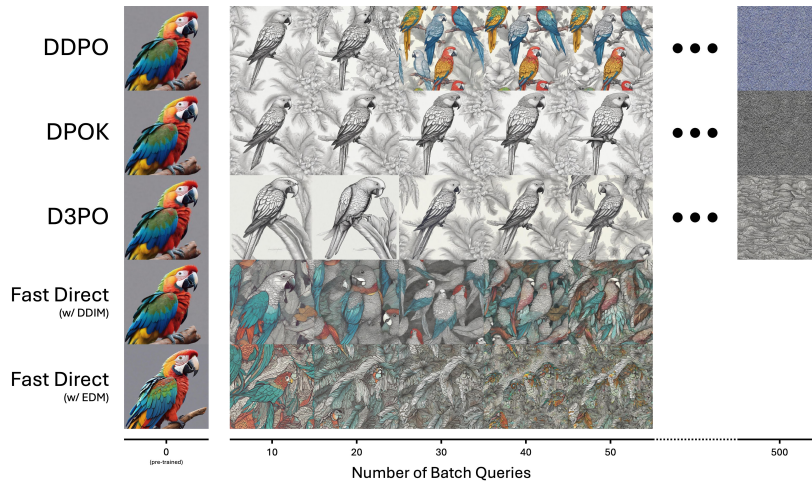 DDPO
DPOK
D3PO
Fast Direct
(w/ DDIM)
Fast Direct
(w/ EDM)
0 10 20 30 40 50 500
(pre-trained)
Number of Batch Queries